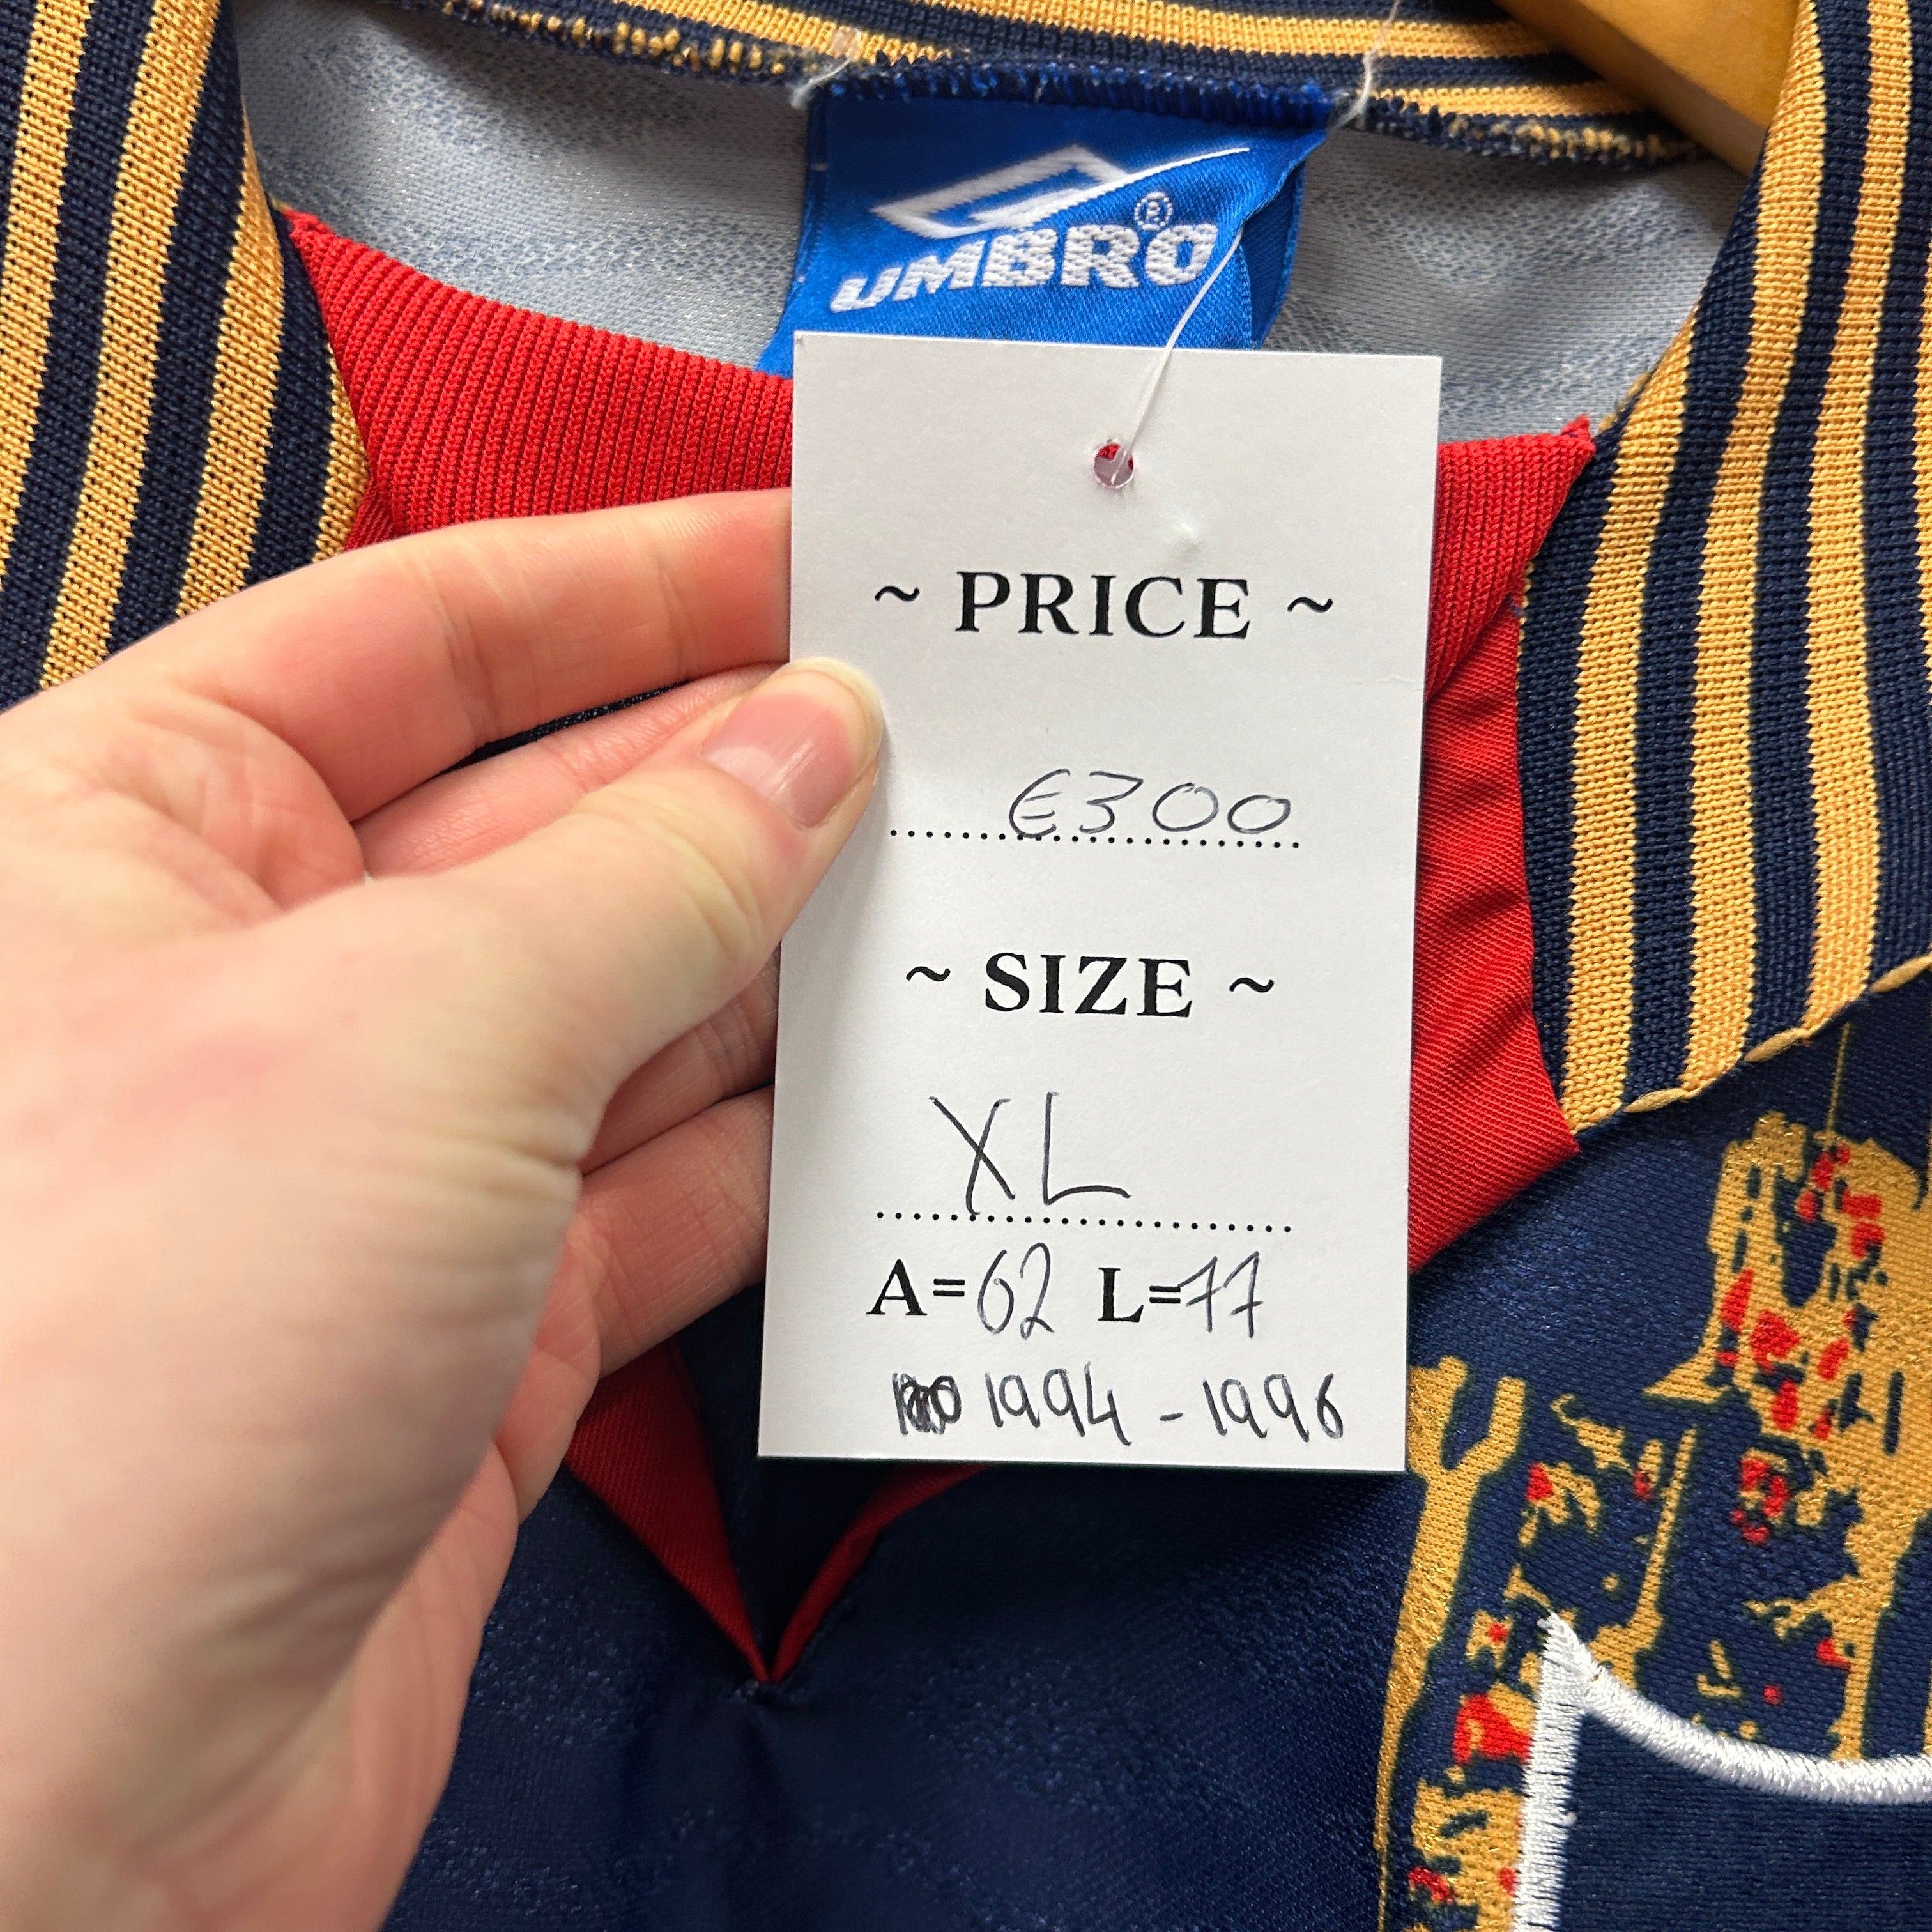 UMBRO®
~ PRICE ~
€300
~ SIZE ~
XL
A=62 L=77
1994-1996